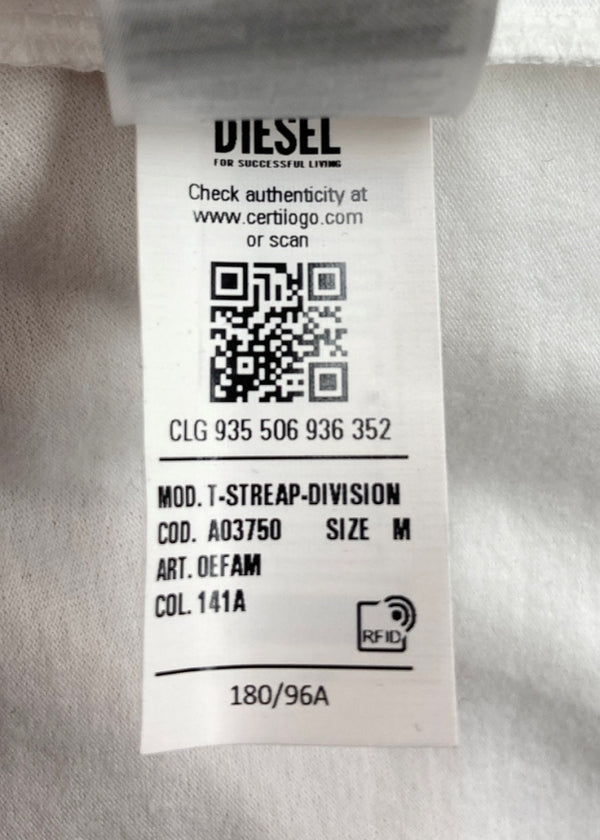 DIESEL
FOR SUCCESSFUL LIVING
Check authenticity at
www.certilogo.com
or scan
CLG 935 506 936 352
MOD. T-STREAP-DIVISION
COD. A03750 SIZE M
ART. 0EFAM
COL. 141A
RFID
180/96A